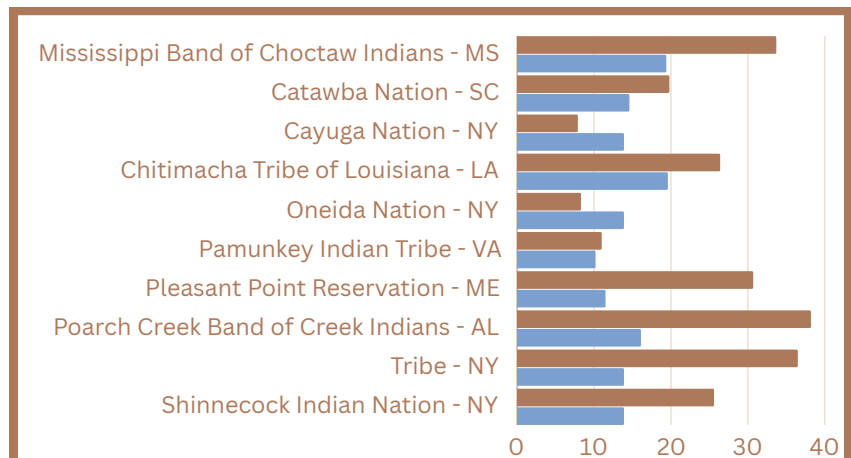 Mississippi Band of Choctaw Indians - MS
Catawba Nation - SC
Cayuga Nation - NY
Chitimacha Tribe of Louisiana - LA
Oneida Nation - NY
Pamunkey Indian Tribe - VA
Pleasant Point Reservation - ME
Poarch Creek Band of Creek Indians - AL
Tribe - NY
Shinnecock Indian Nation - NY
0 10 20 30 40